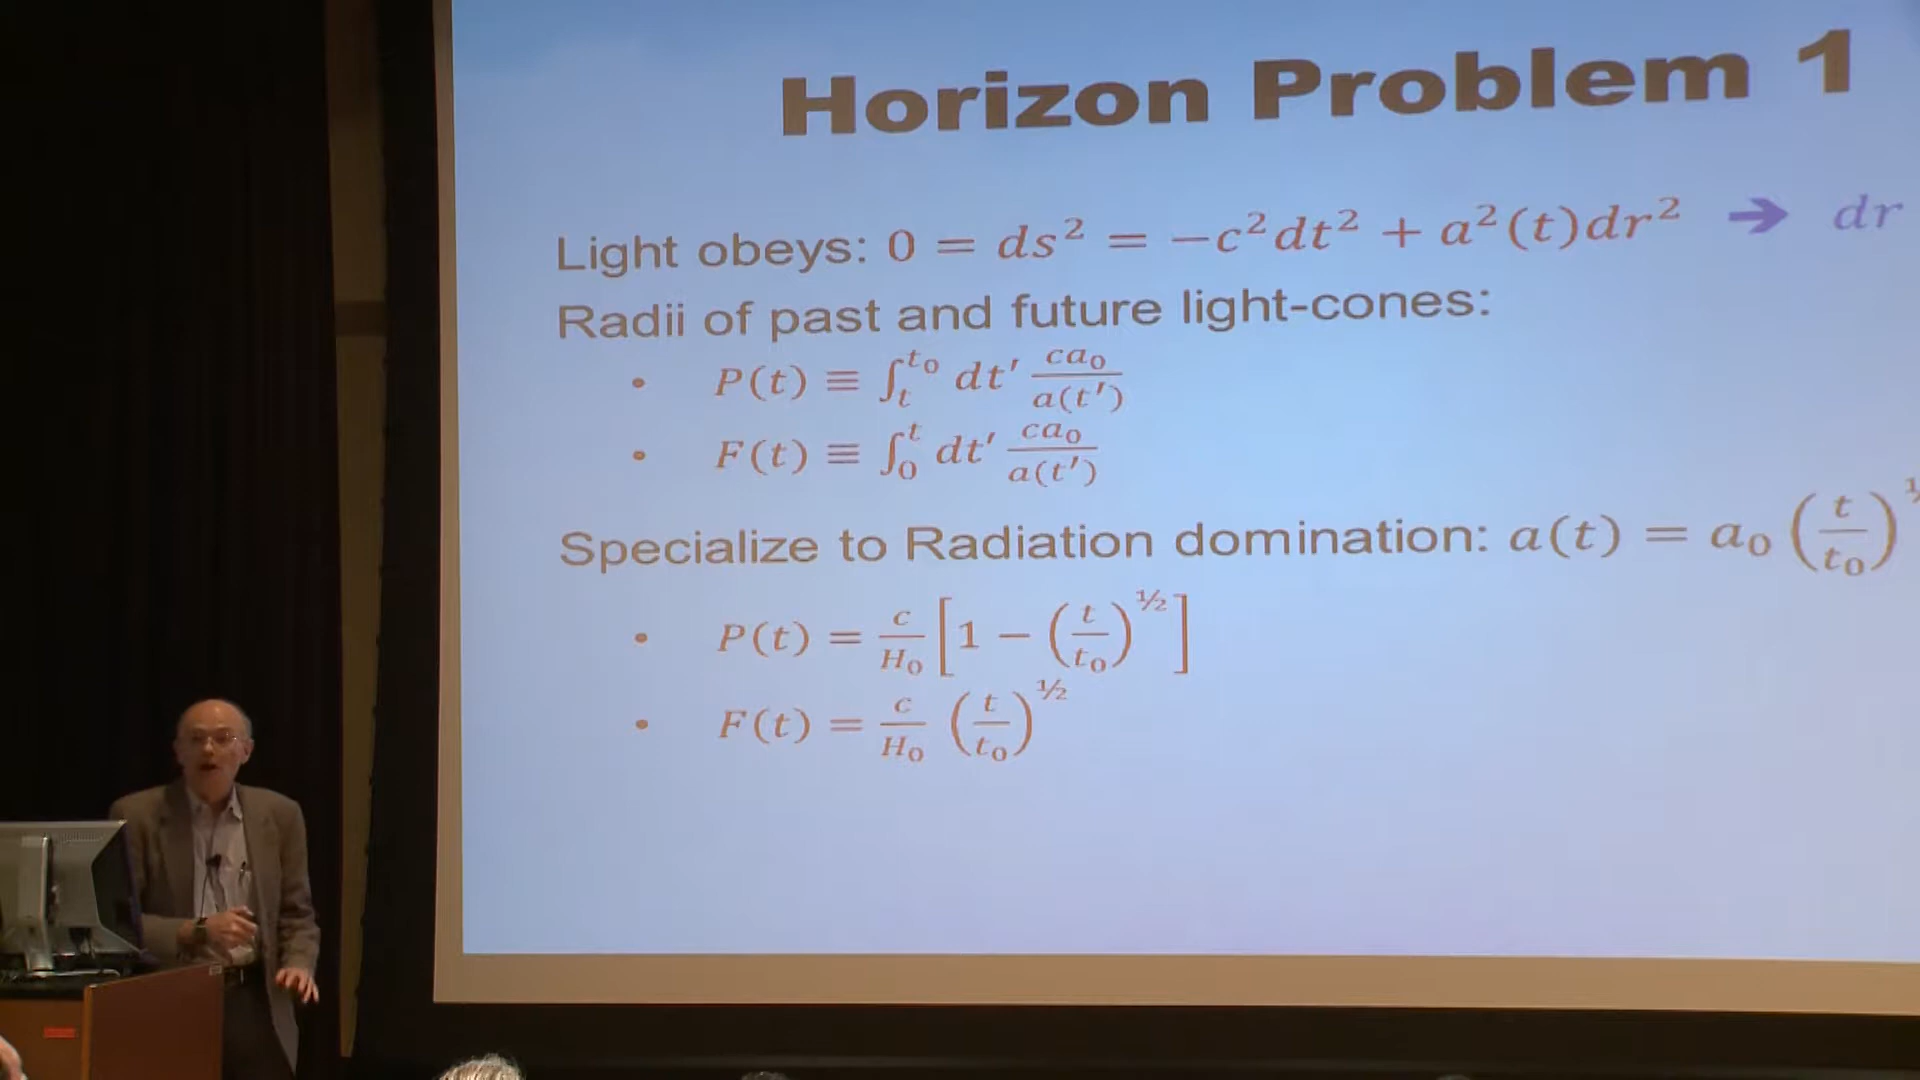 Horizon Problem 1
Light obeys: 0 = ds² = −c²dt² + a²(t)dr² ➔ dr
Radii of past and future light-cones:
• P(t) ≡ ∫ₜ^t₀ dt′ ca₀/a(t′)
• F(t) ≡ ∫₀^t dt′ ca₀/a(t′)
Specialize to Radiation domination: a(t) = a₀ (t/t₀)
• P(t) = c/H₀ [1 − (t/t₀)^½]
• F(t) = c/H₀ (t/t₀)^½